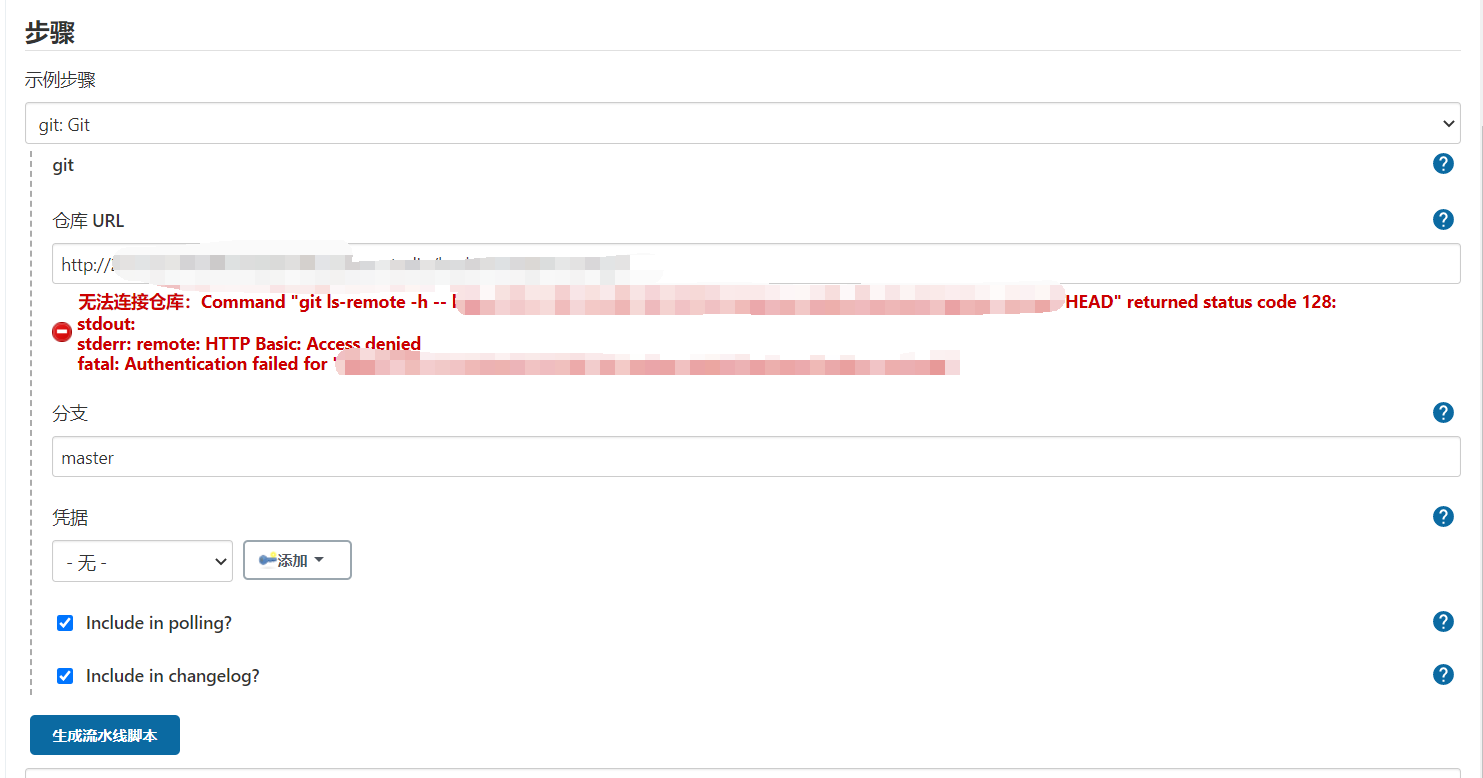 步骤
示例步骤
git: Git
git
仓库 URL
http://
无法连接仓库：Command "git ls-remote -h -- HEAD" returned status code 128:
stdout:
stderr: remote: HTTP Basic: Access denied
fatal: Authentication failed for '
分支
master
凭据
- 无 -
添加
Include in polling?
Include in changelog?
生成流水线脚本